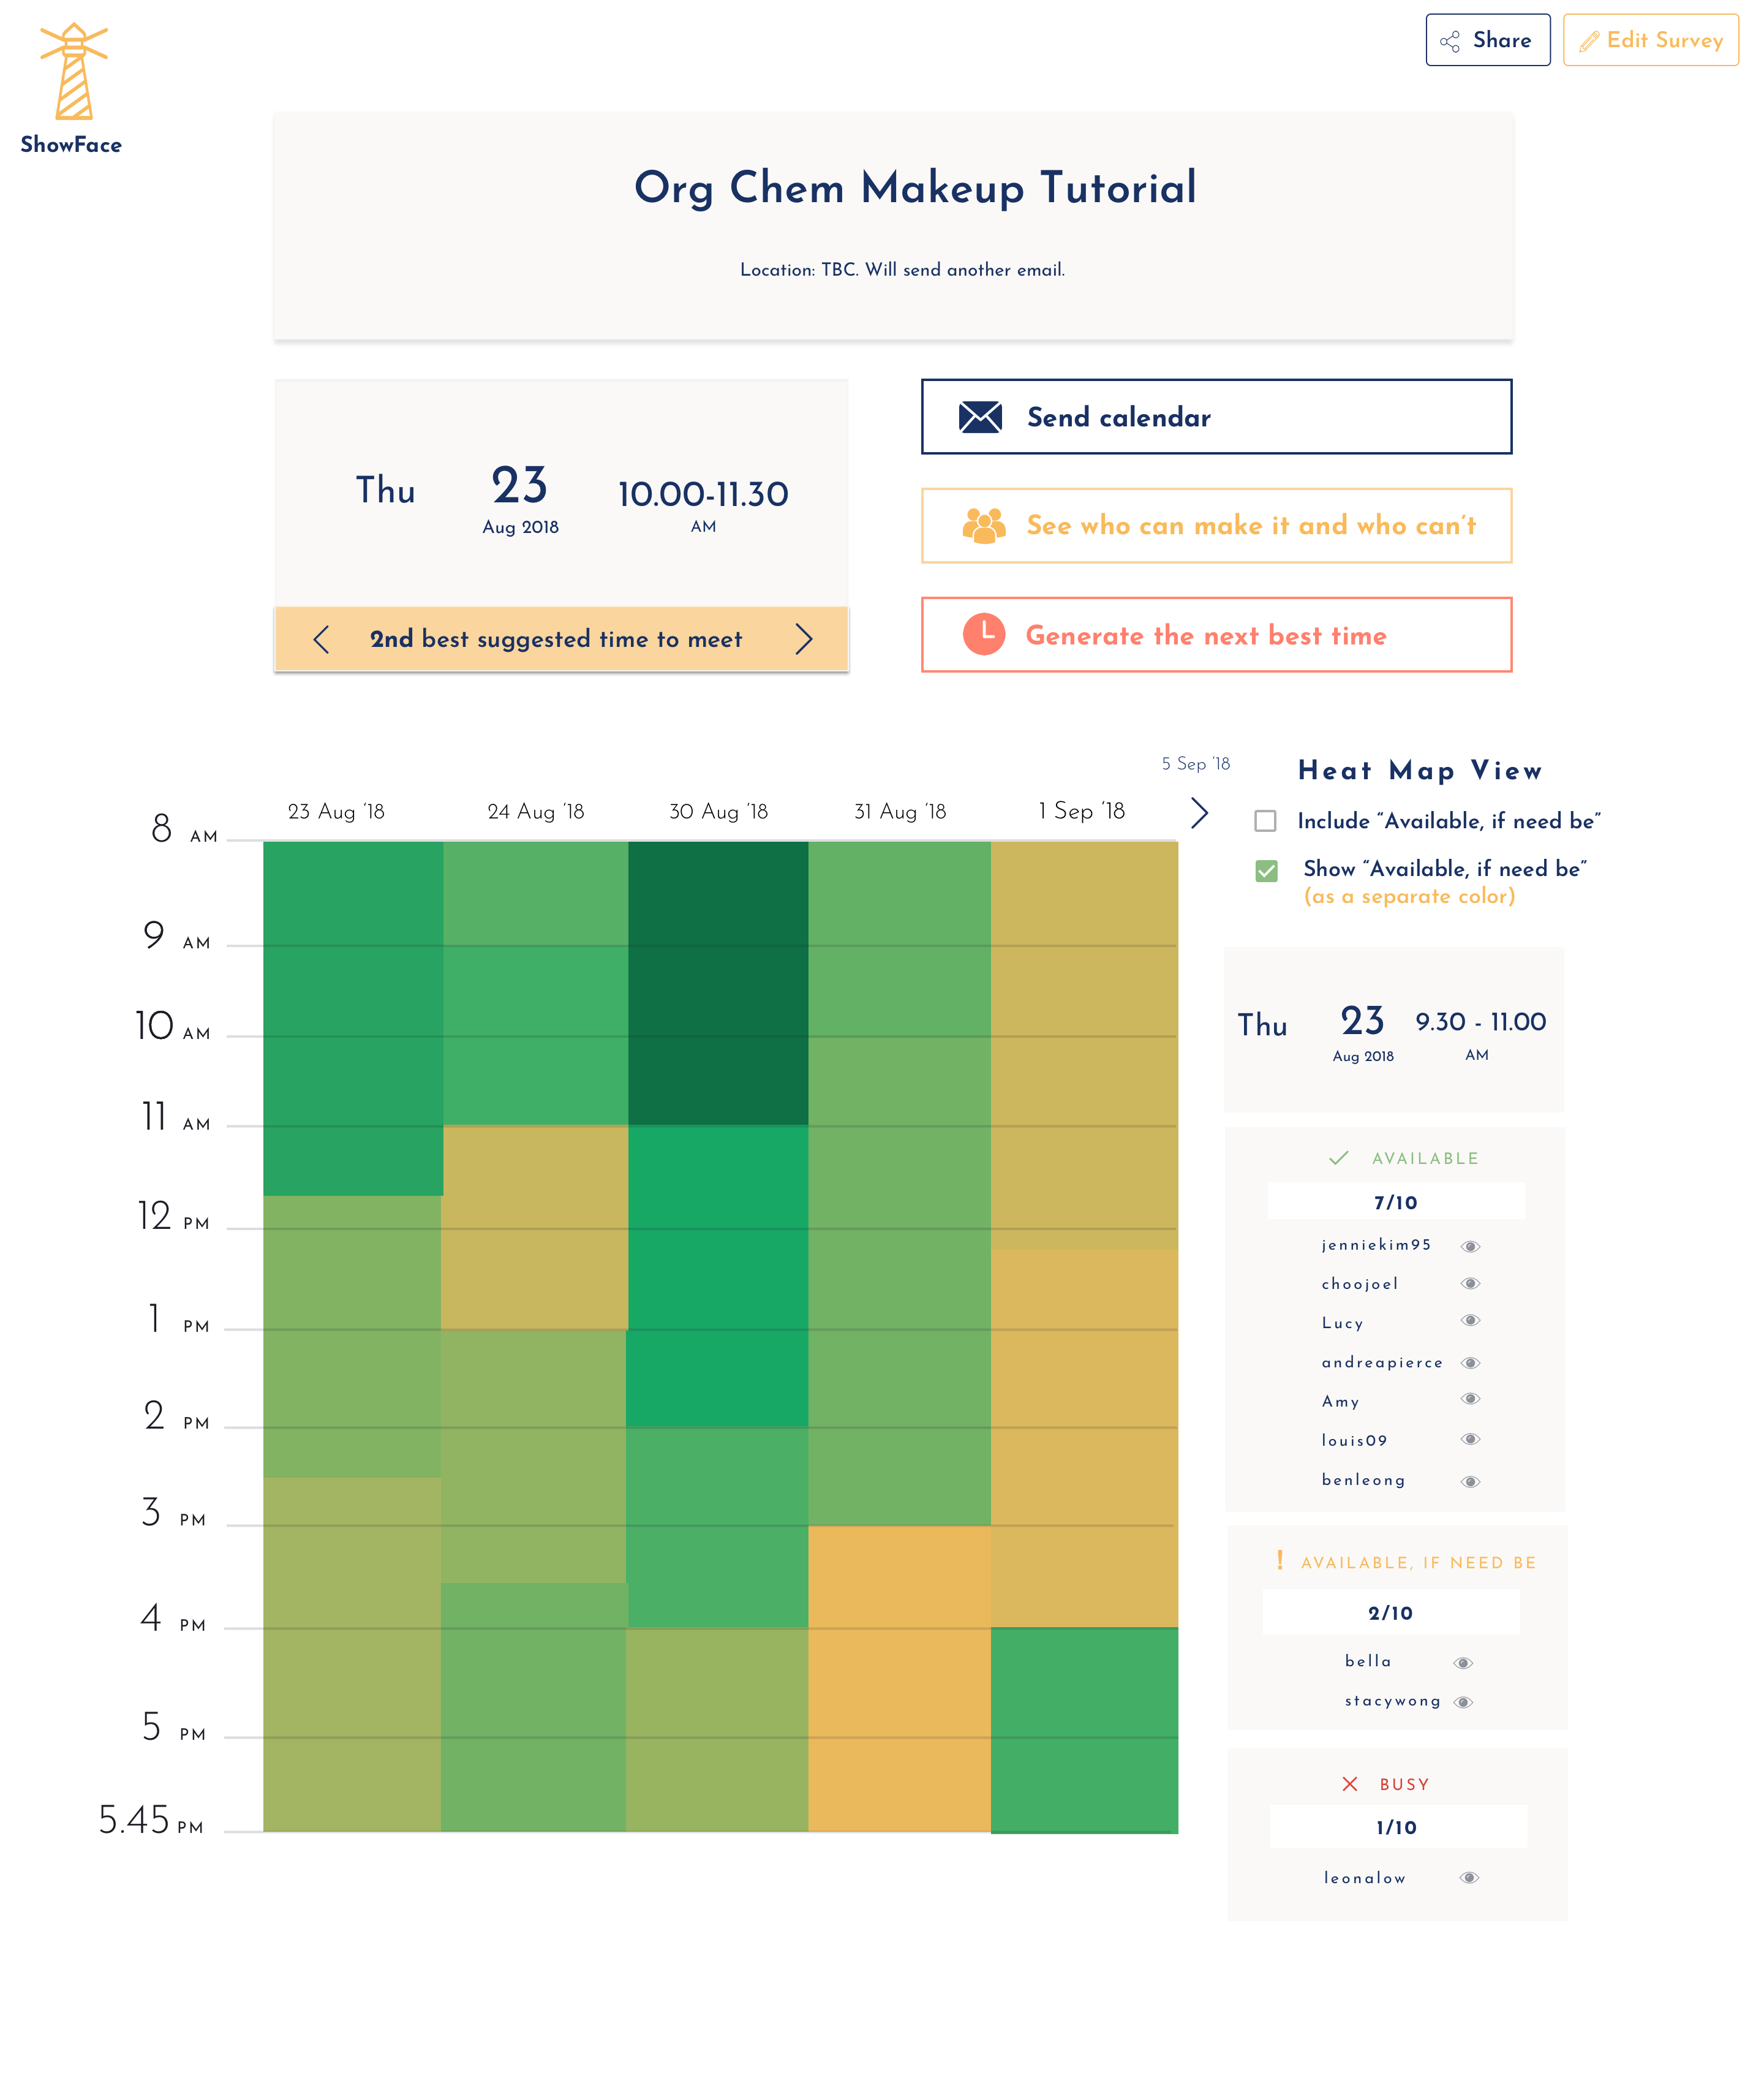 Share
Edit Survey
ShowFace
Org Chem Makeup Tutorial
Location: TBC. Will send another email.
Thu
23
Aug 2018
10.00-11.30
AM
2nd best suggested time to meet
Send calendar
See who can make it and who can’t
Generate the next best time
5 Sep ‘18
23 Aug ‘18
24 Aug ‘18
30 Aug ‘18
31 Aug ‘18
1 Sep ‘18
8 AM
9 AM
10 AM
11 AM
12 PM
1 PM
2 PM
3 PM
4 PM
5 PM
5.45 PM
Heat Map View
Include “Available, if need be”
Show “Available, if need be”
(as a separate color)
Thu
23
Aug 2018
9.30 - 11.00
AM
AVAILABLE
7/10
jenniekim95
choojoel
Lucy
andreapierce
Amy
louis09
benleong
! AVAILABLE, IF NEED BE
2/10
bella
stacywong
BUSY
1/10
leonalow